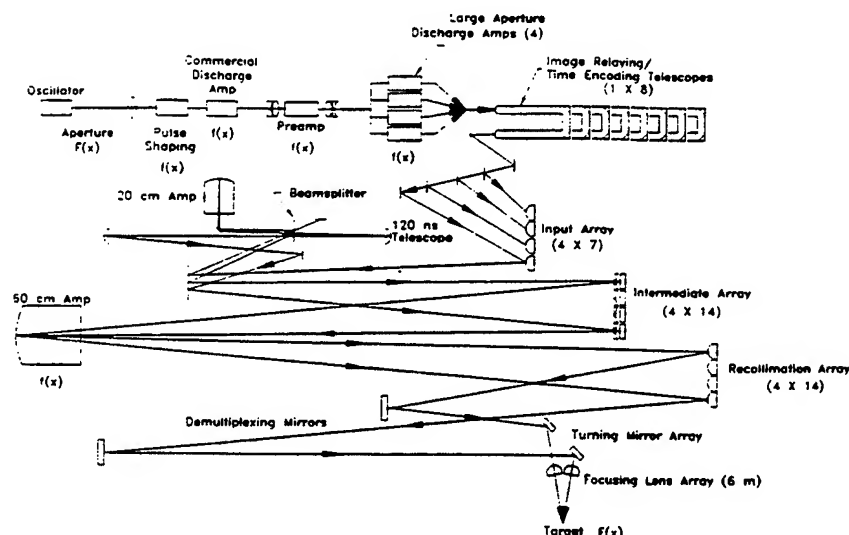 Large Aperture
Discharge Amps (4)
Commercial
Discharge
Amp
Image Relaying/
Time Encoding Telescopes
(1 X 8)
Oscillator
Aperture
F(x)
Pulse
Shaping
f(x)
f(x)
Preamp
f(x)
f(x)
20 cm Amp
Beamsplitter
120 ns
Telescope
Input Array
(4 X 7)
50 cm Amp
f(x)
Intermediate Array
(4 X 14)
Recollimation Array
(4 X 14)
Demultiplexing Mirrors
Turning Mirror Array
Focusing Lens Array (6 m)
Target F(x)